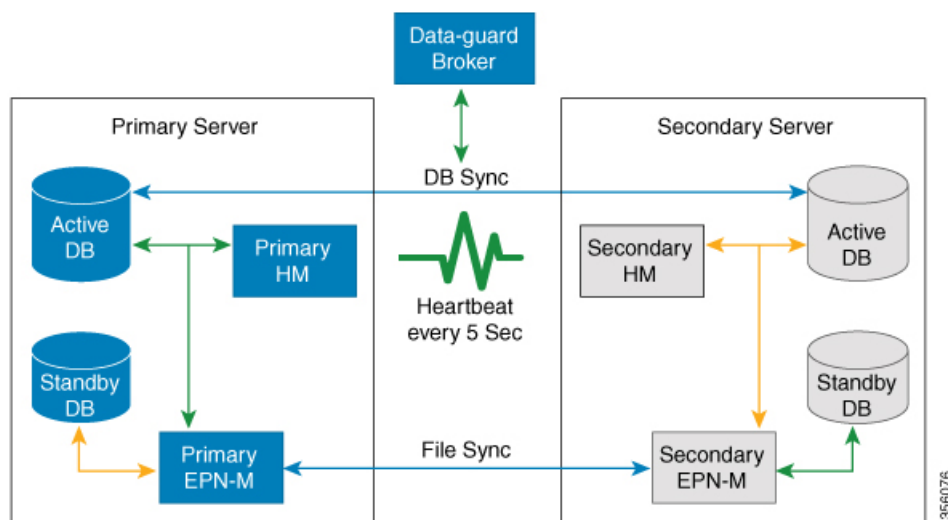 Data-guard
Broker
Primary Server
Secondary Server
DB Sync
Active
DB
Primary
HM
Secondary
HM
Active
DB
Heartbeat
every 5 Sec
Standby
DB
Standby
DB
Primary
EPN-M
File Sync
Secondary
EPN-M
356076